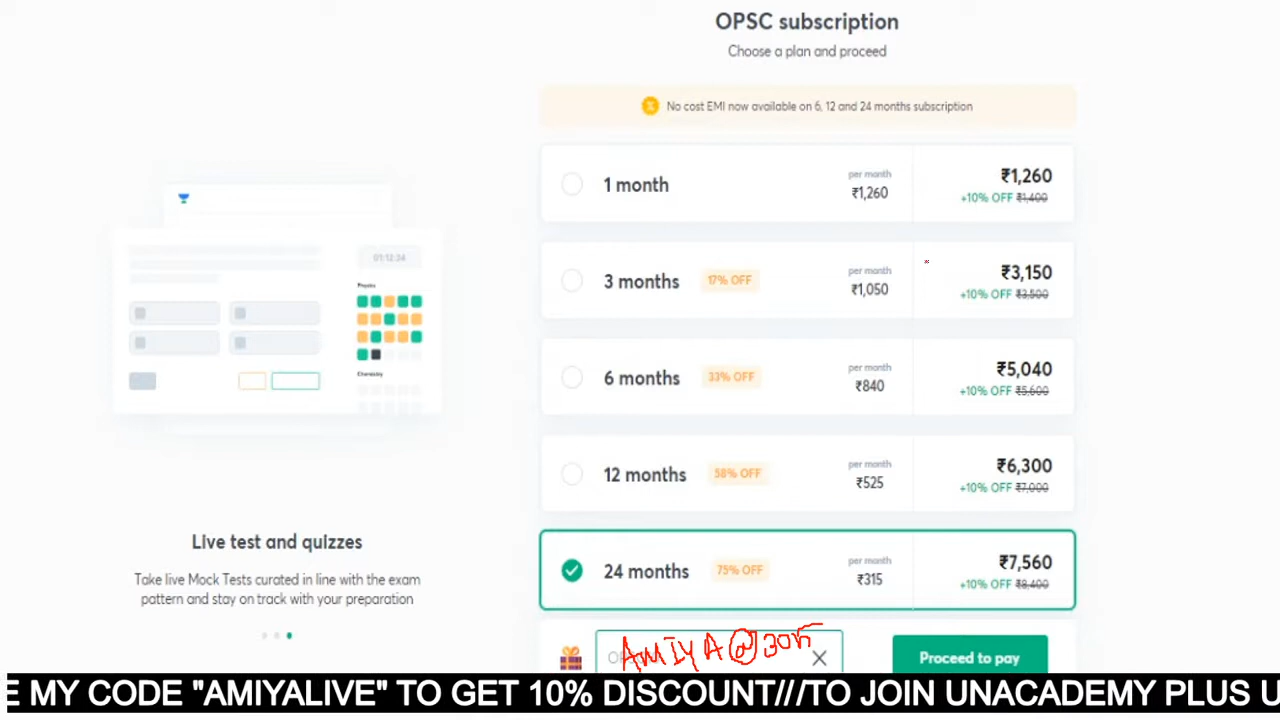 OPSC subscription
Choose a plan and proceed
No cost EMI now available on 6, 12 and 24 months subscription
1 month per month ₹1,260 ₹1,260 +10% OFF ₹1,400
3 months 17% OFF per month ₹1,050 ₹3,150 +10% OFF ₹3,500
6 months 33% OFF per month ₹840 ₹5,040 +10% OFF ₹5,600
12 months 58% OFF per month ₹525 ₹6,300 +10% OFF ₹7,000
24 months 75% OFF per month ₹315 ₹7,560 +10% OFF ₹8,400
01:12:34
Physics
Chemistry
Live test and quizzes
Take live Mock Tests curated in line with the exam
pattern and stay on track with your preparation
Proceed to pay
E MY CODE "AMIYALIVE" TO GET 10% DISCOUNT///TO JOIN UNACADEMY PLUS U